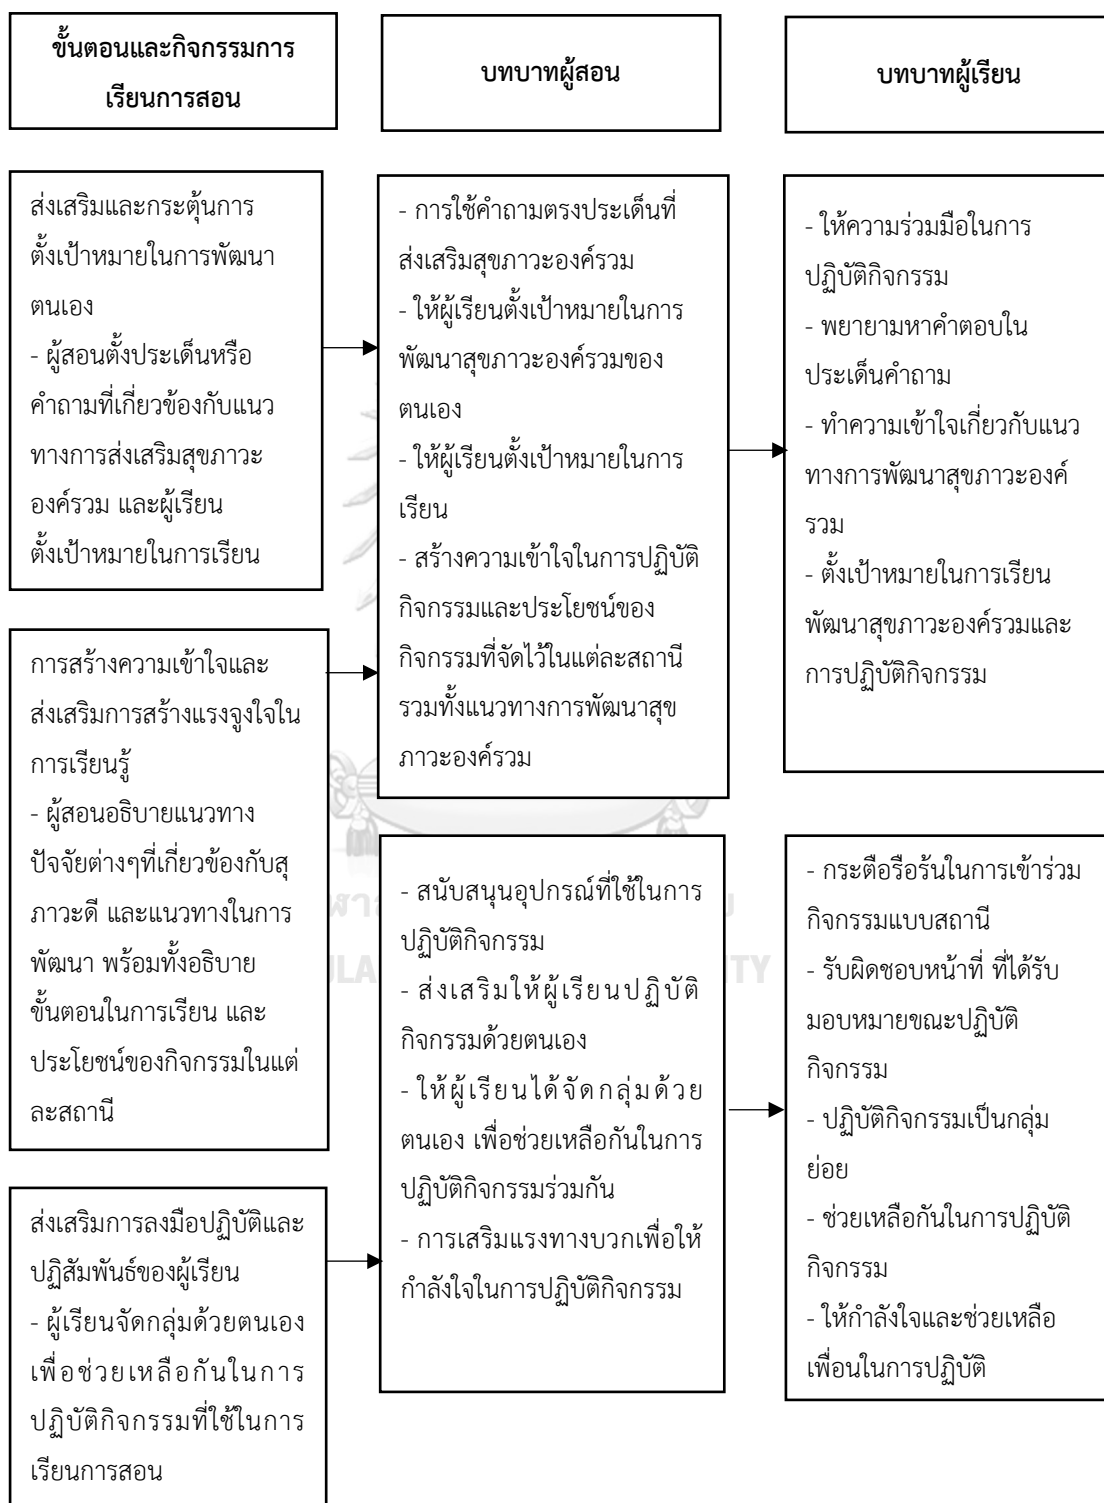 ขั้นตอนและกิจกรรมการ
เรียนการสอน
บทบาทผู้สอน
บทบาทผู้เรียน
ส่งเสริมและกระตุ้นการ
ตั้งเป้าหมายในการพัฒนา
ตนเอง
- ผู้สอนตั้งประเด็นหรือ
คำถามที่เกี่ยวข้องกับแนว
ทางการส่งเสริมสุขภาวะ
องค์รวม และผู้เรียน
ตั้งเป้าหมายในการเรียน
- การใช้คำถามตรงประเด็นที่
ส่งเสริมสุขภาวะองค์รวม
- ให้ผู้เรียนตั้งเป้าหมายในการ
พัฒนาสุขภาวะองค์รวมของ
ตนเอง
- ให้ผู้เรียนตั้งเป้าหมายในการ
เรียน
- สร้างความเข้าใจในการปฏิบัติ
กิจกรรมและประโยชน์ของ
กิจกรรมที่จัดไว้ในแต่ละสถานี
รวมทั้งแนวทางการพัฒนาสุข
ภาวะองค์รวม
- ให้ความร่วมมือในการ
ปฏิบัติกิจกรรม
- พยายามหาคำตอบใน
ประเด็นคำถาม
- ทำความเข้าใจเกี่ยวกับแนว
ทางการพัฒนาสุขภาวะองค์
รวม
- ตั้งเป้าหมายในการเรียน
พัฒนาสุขภาวะองค์รวมและ
การปฏิบัติกิจกรรม
การสร้างความเข้าใจและ
ส่งเสริมการสร้างแรงจูงใจใน
การเรียนรู้
- ผู้สอนอธิบายแนวทาง
ปัจจัยต่างๆที่เกี่ยวข้องกับสุ
ภาวะดี และแนวทางในการ
พัฒนา พร้อมทั้งอธิบาย
ขั้นตอนในการเรียน และ
ประโยชน์ของกิจกรรมในแต่
ละสถานี
- สนับสนุนอุปกรณ์ที่ใช้ในการ
ปฏิบัติกิจกรรม
- ส่งเสริมให้ผู้เรียนปฏิบัติ
กิจกรรมด้วยตนเอง
- ให้ผู้เรียนได้จัดกลุ่มด้วย
ตนเอง เพื่อช่วยเหลือกันในการ
ปฏิบัติกิจกรรมร่วมกัน
- การเสริมแรงทางบวกเพื่อให้
กำลังใจในการปฏิบัติกิจกรรม
- กระตือรือร้นในการเข้าร่วม
กิจกรรมแบบสถานี
- รับผิดชอบหน้าที่ ที่ได้รับ
มอบหมายขณะปฏิบัติ
กิจกรรม
- ปฏิบัติกิจกรรมเป็นกลุ่ม
ย่อย
- ช่วยเหลือกันในการปฏิบัติ
กิจกรรม
- ให้กำลังใจและช่วยเหลือ
เพื่อนในการปฏิบัติ
ส่งเสริมการลงมือปฏิบัติและ
ปฏิสัมพันธ์ของผู้เรียน
- ผู้เรียนจัดกลุ่มด้วยตนเอง
เพื่อช่วยเหลือกันในการ
ปฏิบัติกิจกรรมที่ใช้ในการ
เรียนการสอน